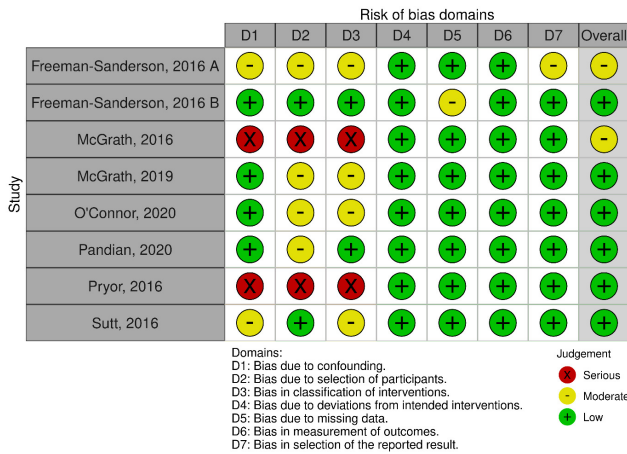 Risk of bias domains
D1 D2 D3 D4 D5 D6 D7 Overall
Study
Freeman-Sanderson, 2016 A - - - + + + - -
Freeman-Sanderson, 2016 B + + + + - + + +
McGrath, 2016 X X X + + + + -
McGrath, 2019 + - - + + + + +
O'Connor, 2020 + - - + + + + +
Pandian, 2020 + - + + + + + +
Pryor, 2016 X X X + + + + +
Sutt, 2016 - + - + + + + +
Domains:
D1: Bias due to confounding.
D2: Bias due to selection of participants.
D3: Bias in classification of interventions.
D4: Bias due to deviations from intended interventions.
D5: Bias due to missing data.
D6: Bias in measurement of outcomes.
D7: Bias in selection of the reported result.
Judgement
X Serious
- Moderate
+ Low